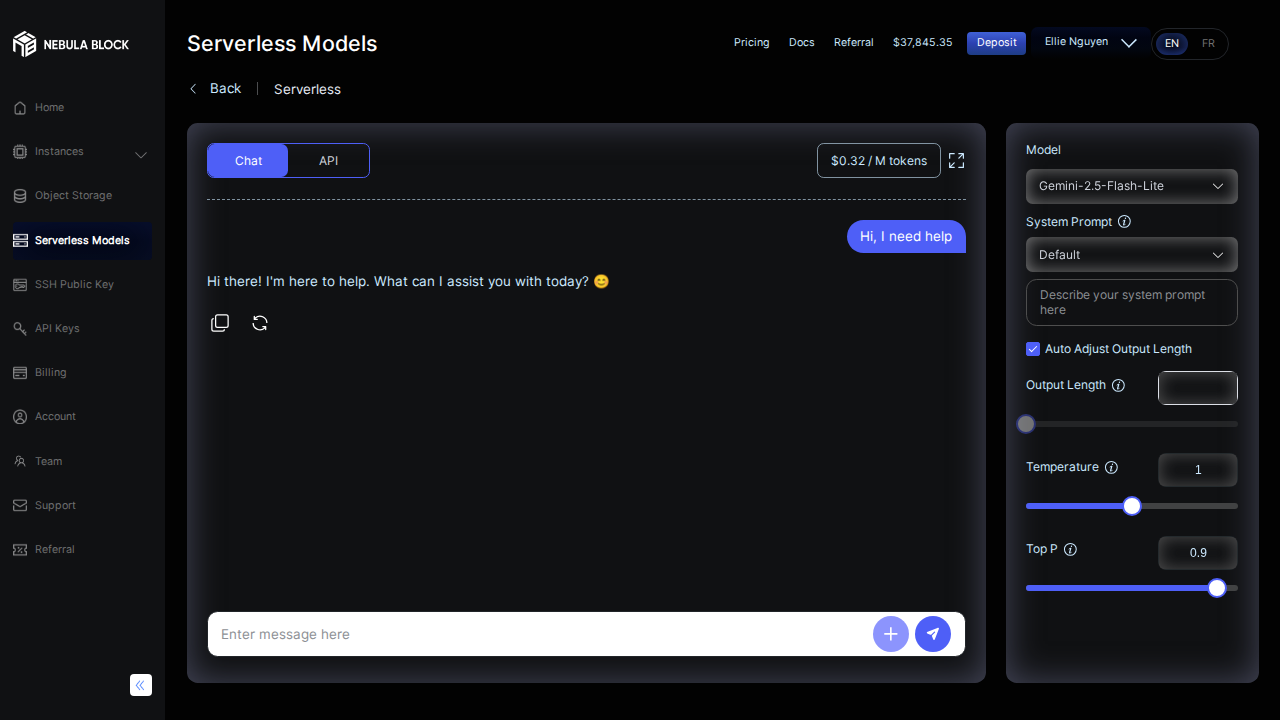 NEBULA BLOCK
Home
Instances
Object Storage
Serverless Models
SSH Public Key
API Keys
Billing
Account
Team
Support
Referral
Serverless Models
Pricing
Docs
Referral
$37,845.35
Deposit
Ellie Nguyen
EN
FR
Back
Serverless
Chat
API
$0.32 / M tokens
Hi, I need help
Hi there! I'm here to help. What can I assist you with today? 😊
Enter message here
Model
Gemini-2.5-Flash-Lite
System Prompt
Default
Describe your system prompt
here
Auto Adjust Output Length
Output Length
Temperature
1
Top P
0.9